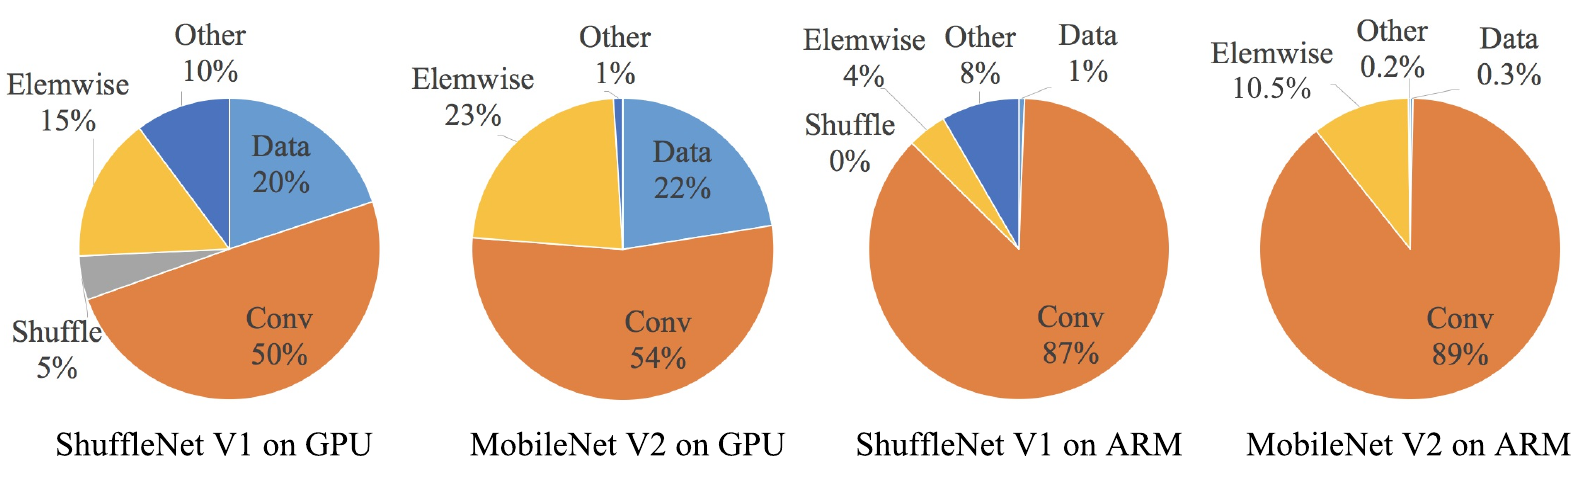 Other
10%
Elemwise
15%
Data
20%
Shuffle
5%
Conv
50%
ShuffleNet V1 on GPU
Other
1%
Elemwise
23%
Data
22%
Conv
54%
MobileNet V2 on GPU
Elemwise
4%
Other
8%
Data
1%
Shuffle
0%
Conv
87%
ShuffleNet V1 on ARM
Other
0.2%
Data
0.3%
Elemwise
10.5%
Conv
89%
MobileNet V2 on ARM